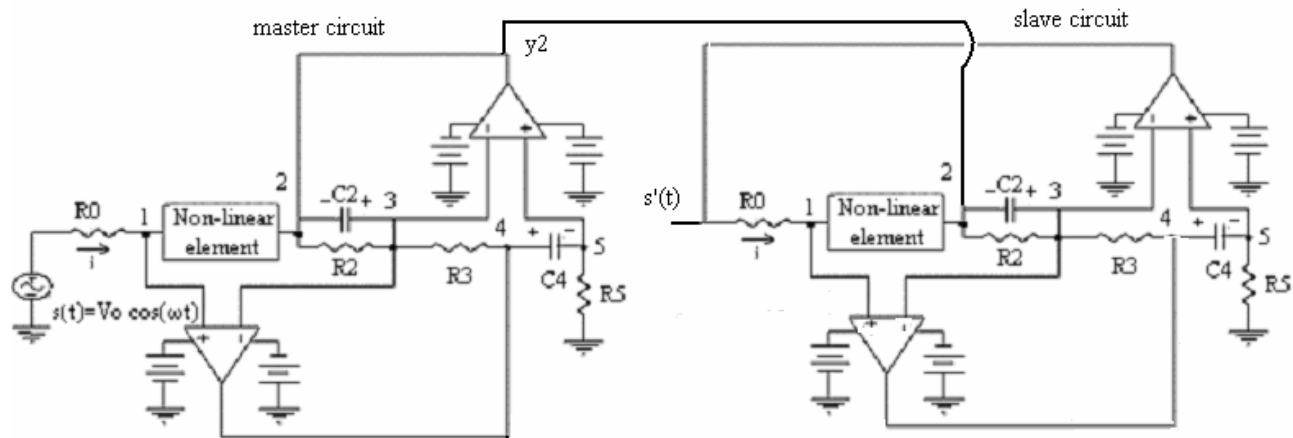 master circuit
y2
slave circuit
2
-C2+
3
R0
1
Non-linear
element
i
4
+
-
5
R2
R3
C4
R5
s(t)=Vo cos(ωt)
-
+
+
-
s'(t)
R0
1
Non-linear
element
i
2
-C2+
3
4
+
-
5
R2
R3
C4
R5
-
+
+
-